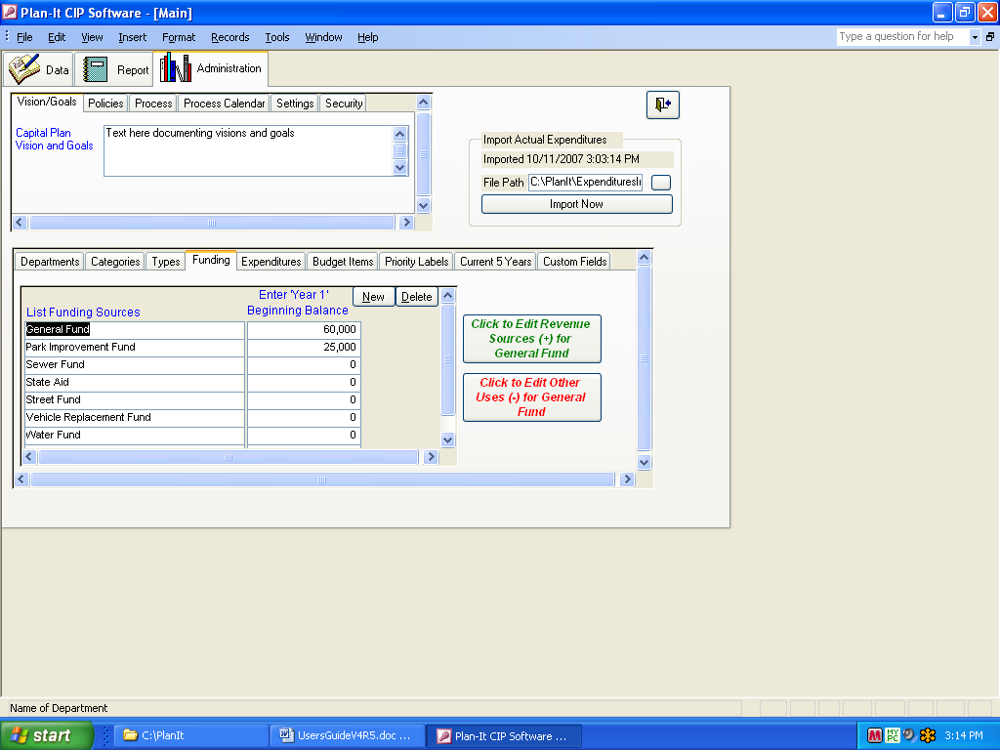 Plan-It CIP Software - [Main]
File Edit View Insert Format Records Tools Window Help
Type a question for help
Data
Report
Administration
Vision/Goals Policies Process Process Calendar Settings Security
Capital Plan
Vision and Goals
Text here documenting visions and goals
Import Actual Expenditures
Imported 10/11/2007 3:03:14 PM
File Path C:\PlanIt\Expenditures
Import Now
Departments Categories Types Funding Expenditures Budget Items Priority Labels Current 5 Years Custom Fields
List Funding Sources
Enter 'Year 1'
Beginning Balance
New Delete
General Fund 60,000
Park Improvement Fund 25,000
Sewer Fund 0
State Aid 0
Street Fund 0
Vehicle Replacement Fund 0
Water Fund 0
Click to Edit Revenue
Sources (+) for
General Fund
Click to Edit Other
Uses (-) for General
Fund
Name of Department
start
C:\PlanIt
UsersGuideV4R5.doc ...
Plan-It CIP Software ...
M
MY
PC
3:14 PM